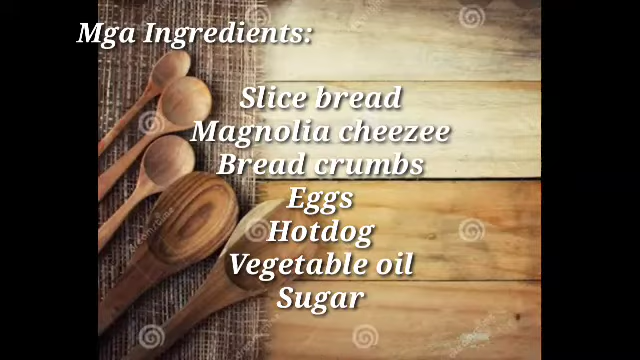 Mga Ingredients:
Slice bread
Magnolia cheezee
Bread crumbs
Eggs
Hotdog
Vegetable oil
Sugar